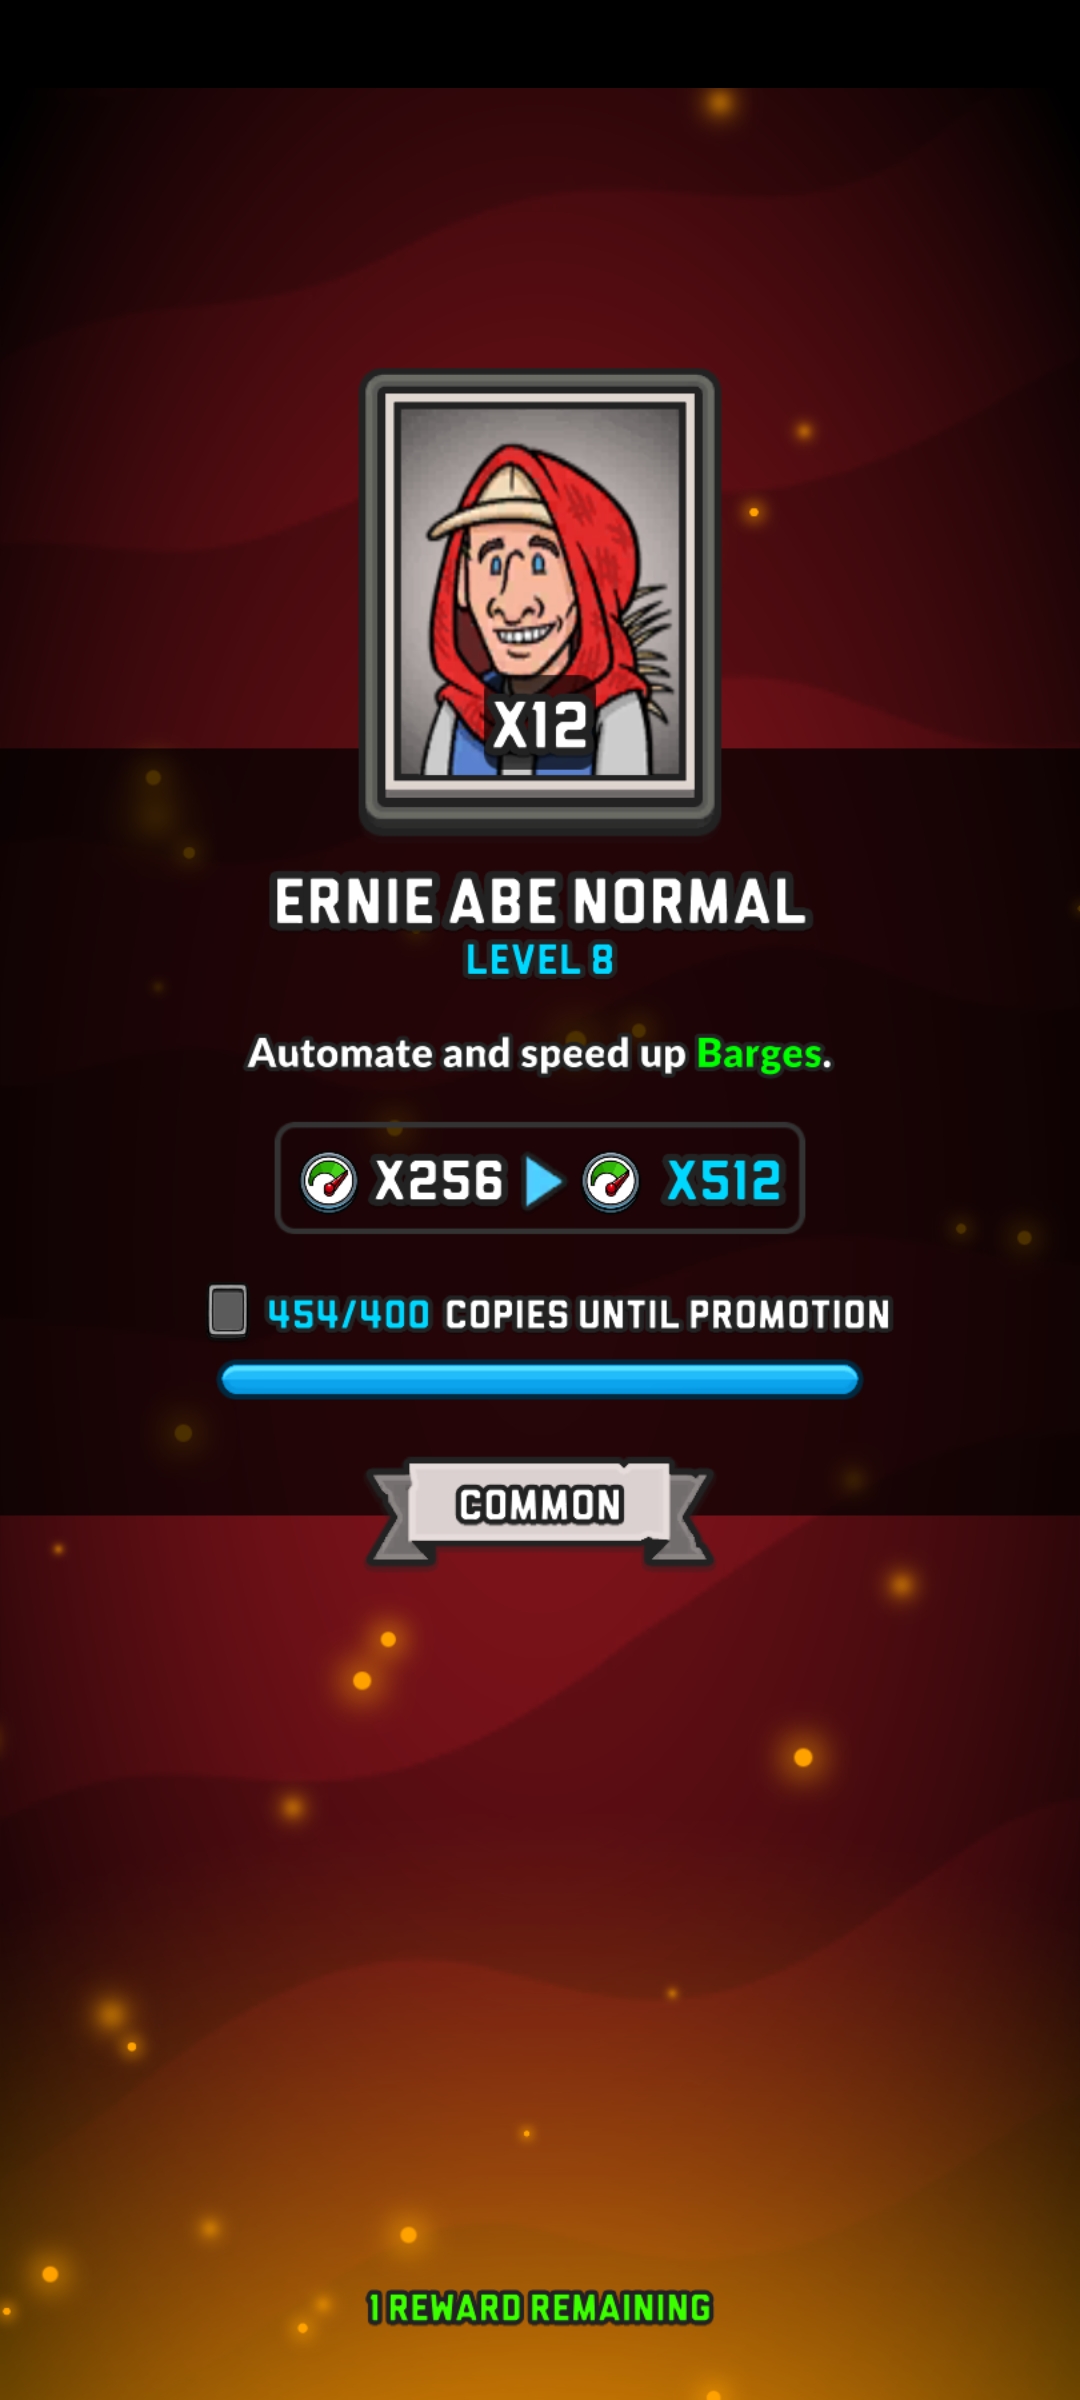 X12
ERNIE ABE NORMAL
LEVEL 8
Automate and speed up Barges.
X256 X512
454/400 COPIES UNTIL PROMOTION
COMMON
1 REWARD REMAINING